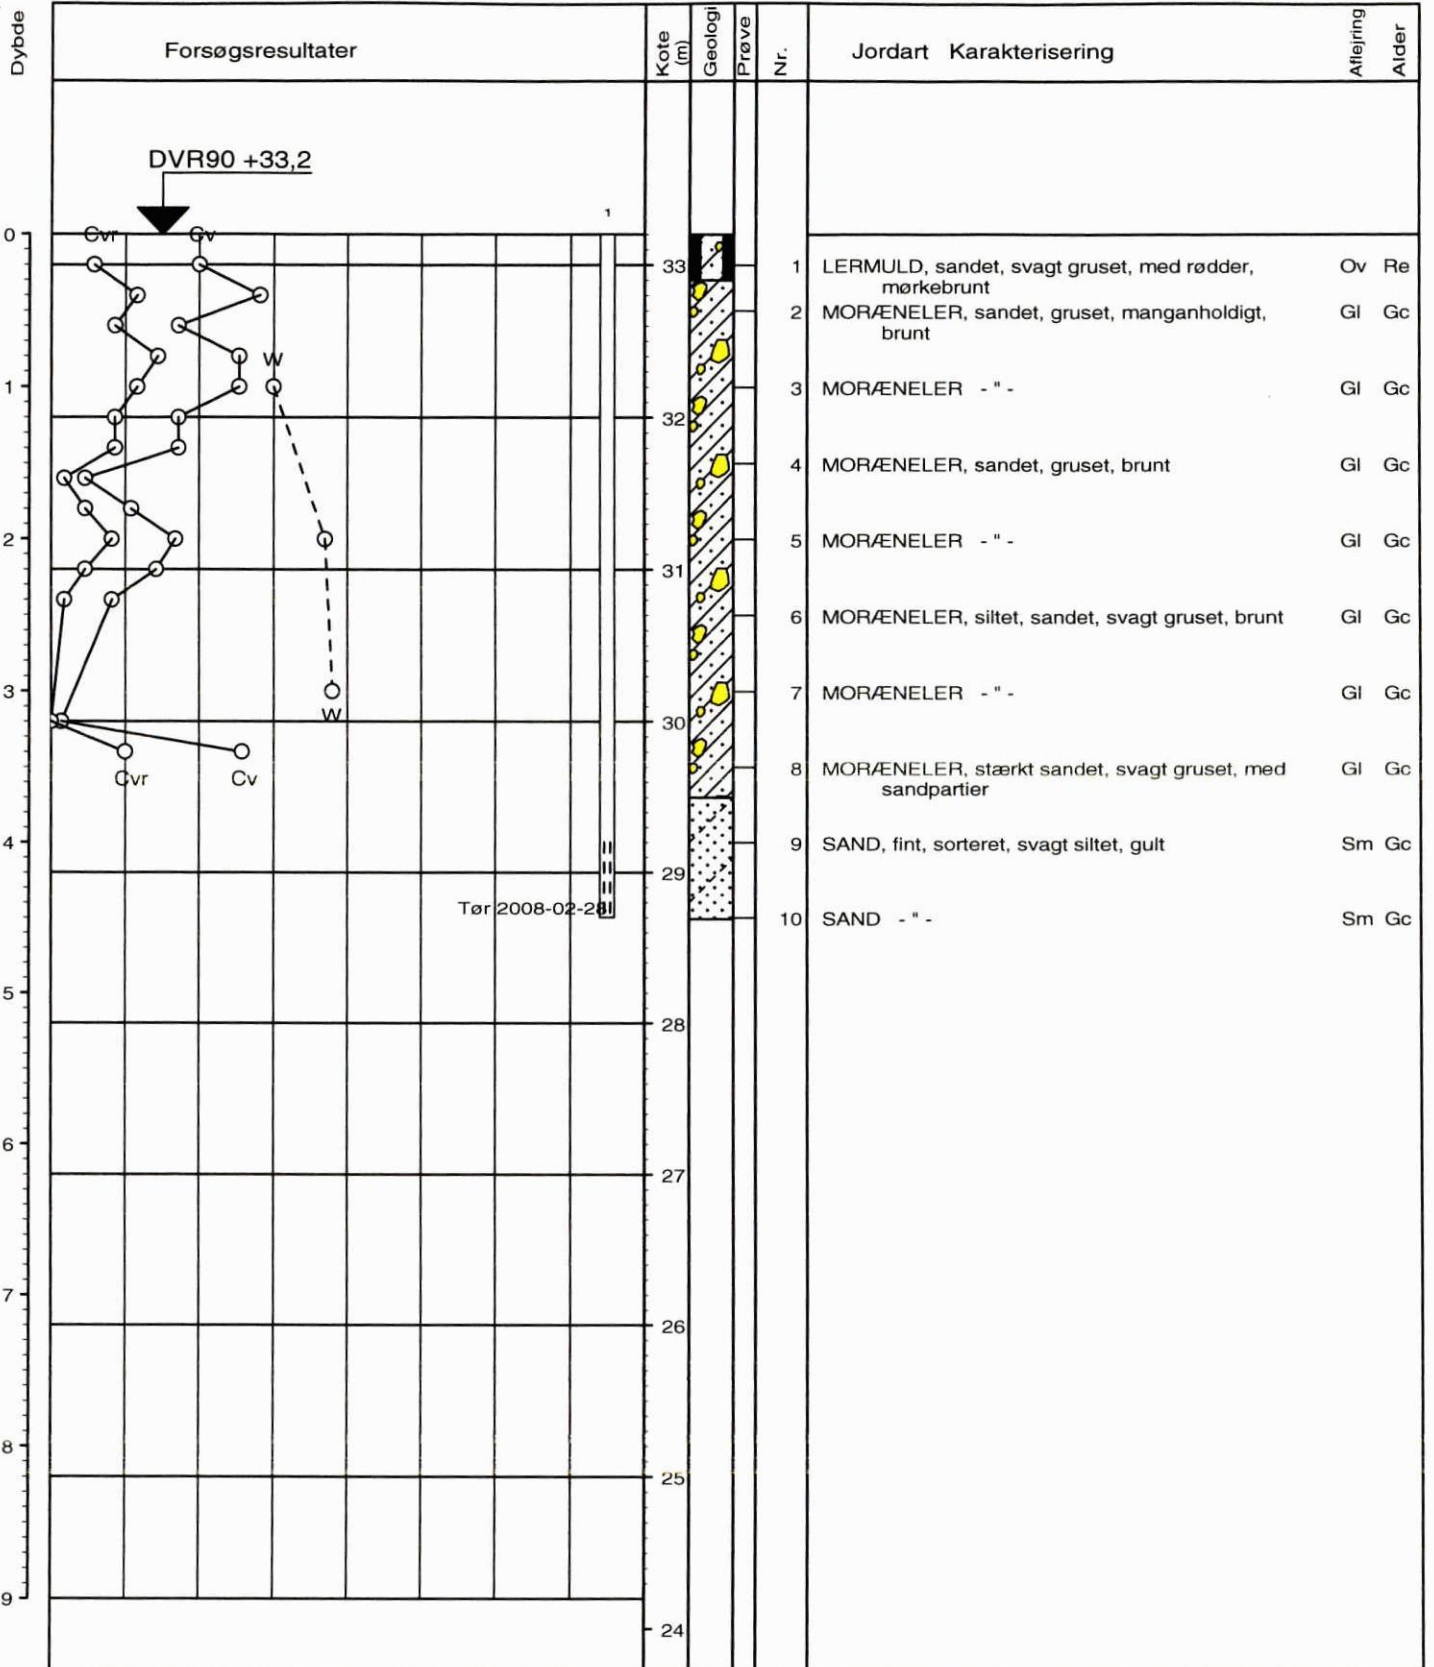 Dybde
Forsøgsresultater
Kote (m)
Geologi
Prøve
Nr.
Jordart Karakterisering
Aflejring
Alder
DVR90 +33,2
1
0
Cvr
Cv
33
1 LERMULD, sandet, svagt gruset, med rødder, Ov Re
mørkebrunt
2 MORÆNELER, sandet, gruset, manganholdigt, Gl Gc
brunt
W
1
3 MORÆNELER - " - Gl Gc
32
4 MORÆNELER, sandet, gruset, brunt Gl Gc
2
5 MORÆNELER - " - Gl Gc
31
6 MORÆNELER, siltet, sandet, svagt gruset, brunt Gl Gc
3
7 MORÆNELER - " - Gl Gc
W
30
Cvr
Cv
8 MORÆNELER, stærkt sandet, svagt gruset, med Gl Gc
sandpartier
4
9 SAND, fint, sorteret, svagt siltet, gult Sm Gc
29
Tør 2008-02-28
10 SAND - " - Sm Gc
5
28
6
27
7
26
8
25
9
24